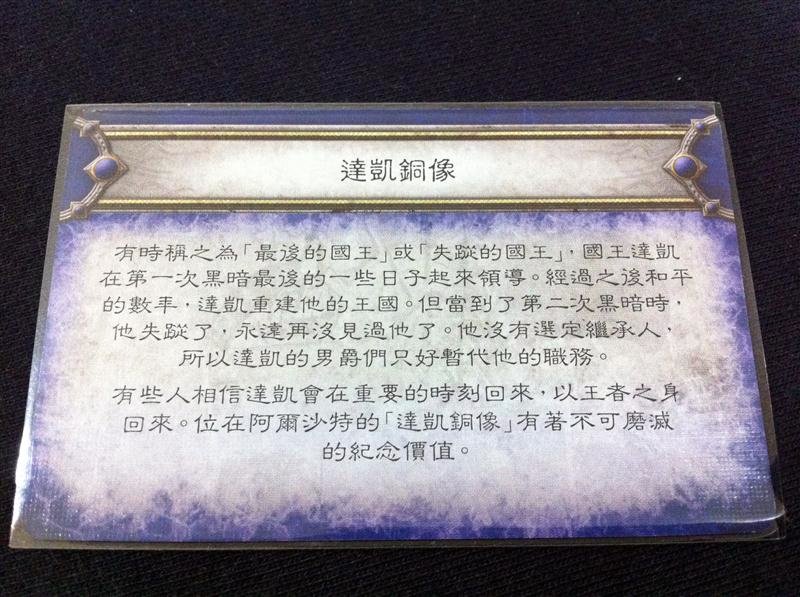 達凱銅像
有時稱之為「最後的國王」或「失蹤的國王」，國王達凱
在第一次黑暗最後的一些日子起來領導。經過之後和平
的數年，達凱重建他的王國。但當到了第二次黑暗時，
他失蹤了，永遠再沒見過他了。他沒有選定繼承人，
所以達凱的男爵們只好暫代他的職務。
有些人相信達凱會在重要的時刻回來，以王者之身
回來。位在阿爾沙特的「達凱銅像」有著不可磨滅
的紀念價值。